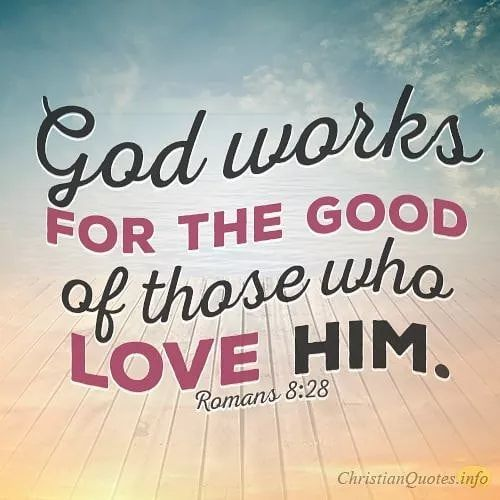 God works
FOR THE GOOD
of those who
LOVE HIM.
Romans 8:28
ChristianQuotes.info